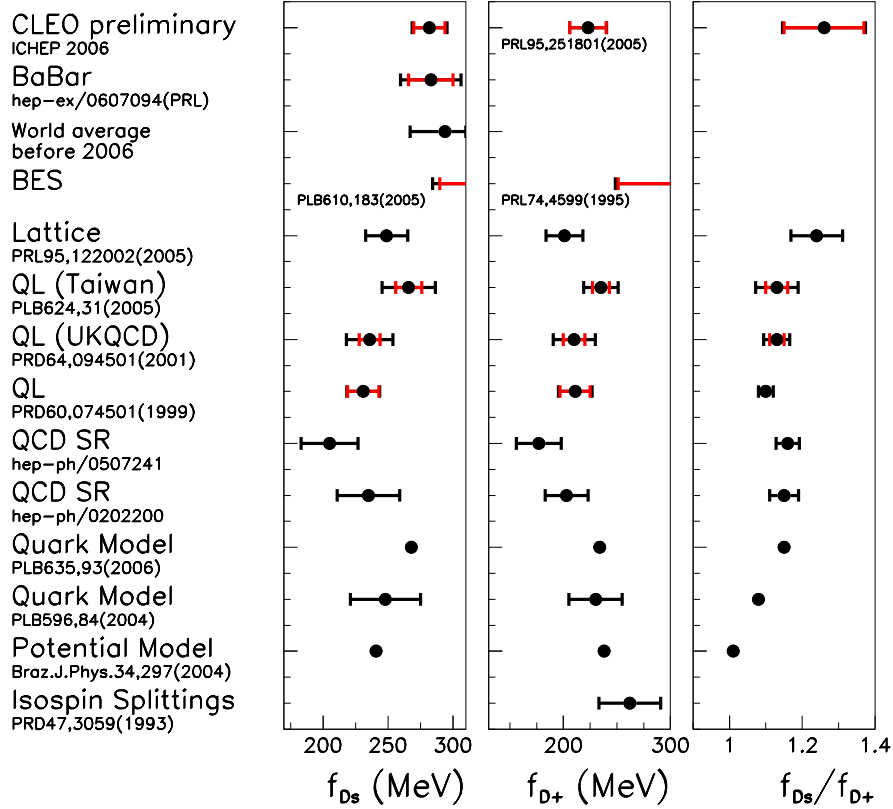 CLEO preliminary
ICHEP 2006
PRL95,251801(2005)
BaBar
hep-ex/0607094(PRL)
World average
before 2006
BES
PLB610,183(2005)
PRL74,4599(1995)
Lattice
PRL95,122002(2005)
QL (Taiwan)
PLB624,31(2005)
QL (UKQCD)
PRD64,094501(2001)
QL
PRD60,074501(1999)
QCD SR
hep-ph/0507241
QCD SR
hep-ph/0202200
Quark Model
PLB635,93(2006)
Quark Model
PLB596,84(2004)
Potential Model
Braz.J.Phys.34,297(2004)
Isospin Splittings
PRD47,3059(1993)
200 250 300 200 300 1 1.2 1.4
fDs (MeV) fD+ (MeV) fDs/fD+